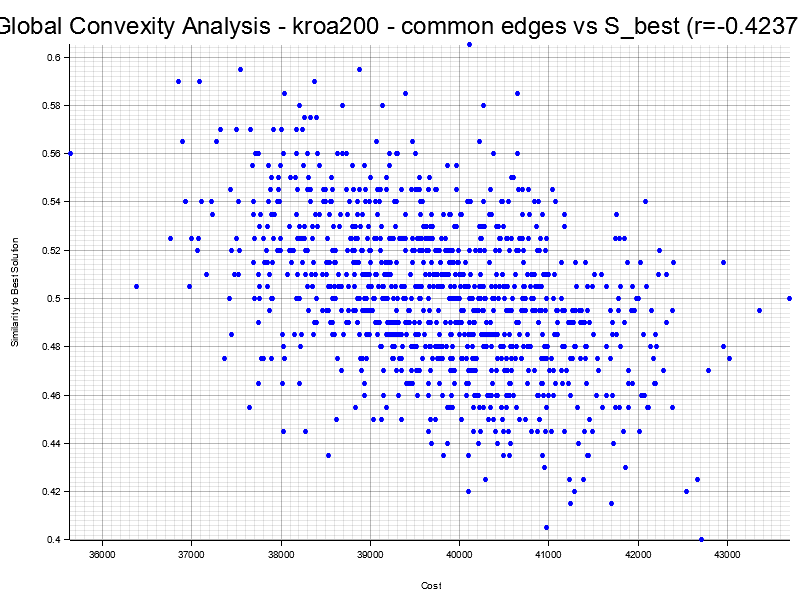 Global Convexity Analysis - kroa200 - common edges vs S_best (r=-0.4237
0.6
0.58
0.56
0.54
0.52
0.5
0.48
0.46
0.44
0.42
0.4
Similarity to Best Solution
36000 37000 38000 39000 40000 41000 42000 43000
Cost